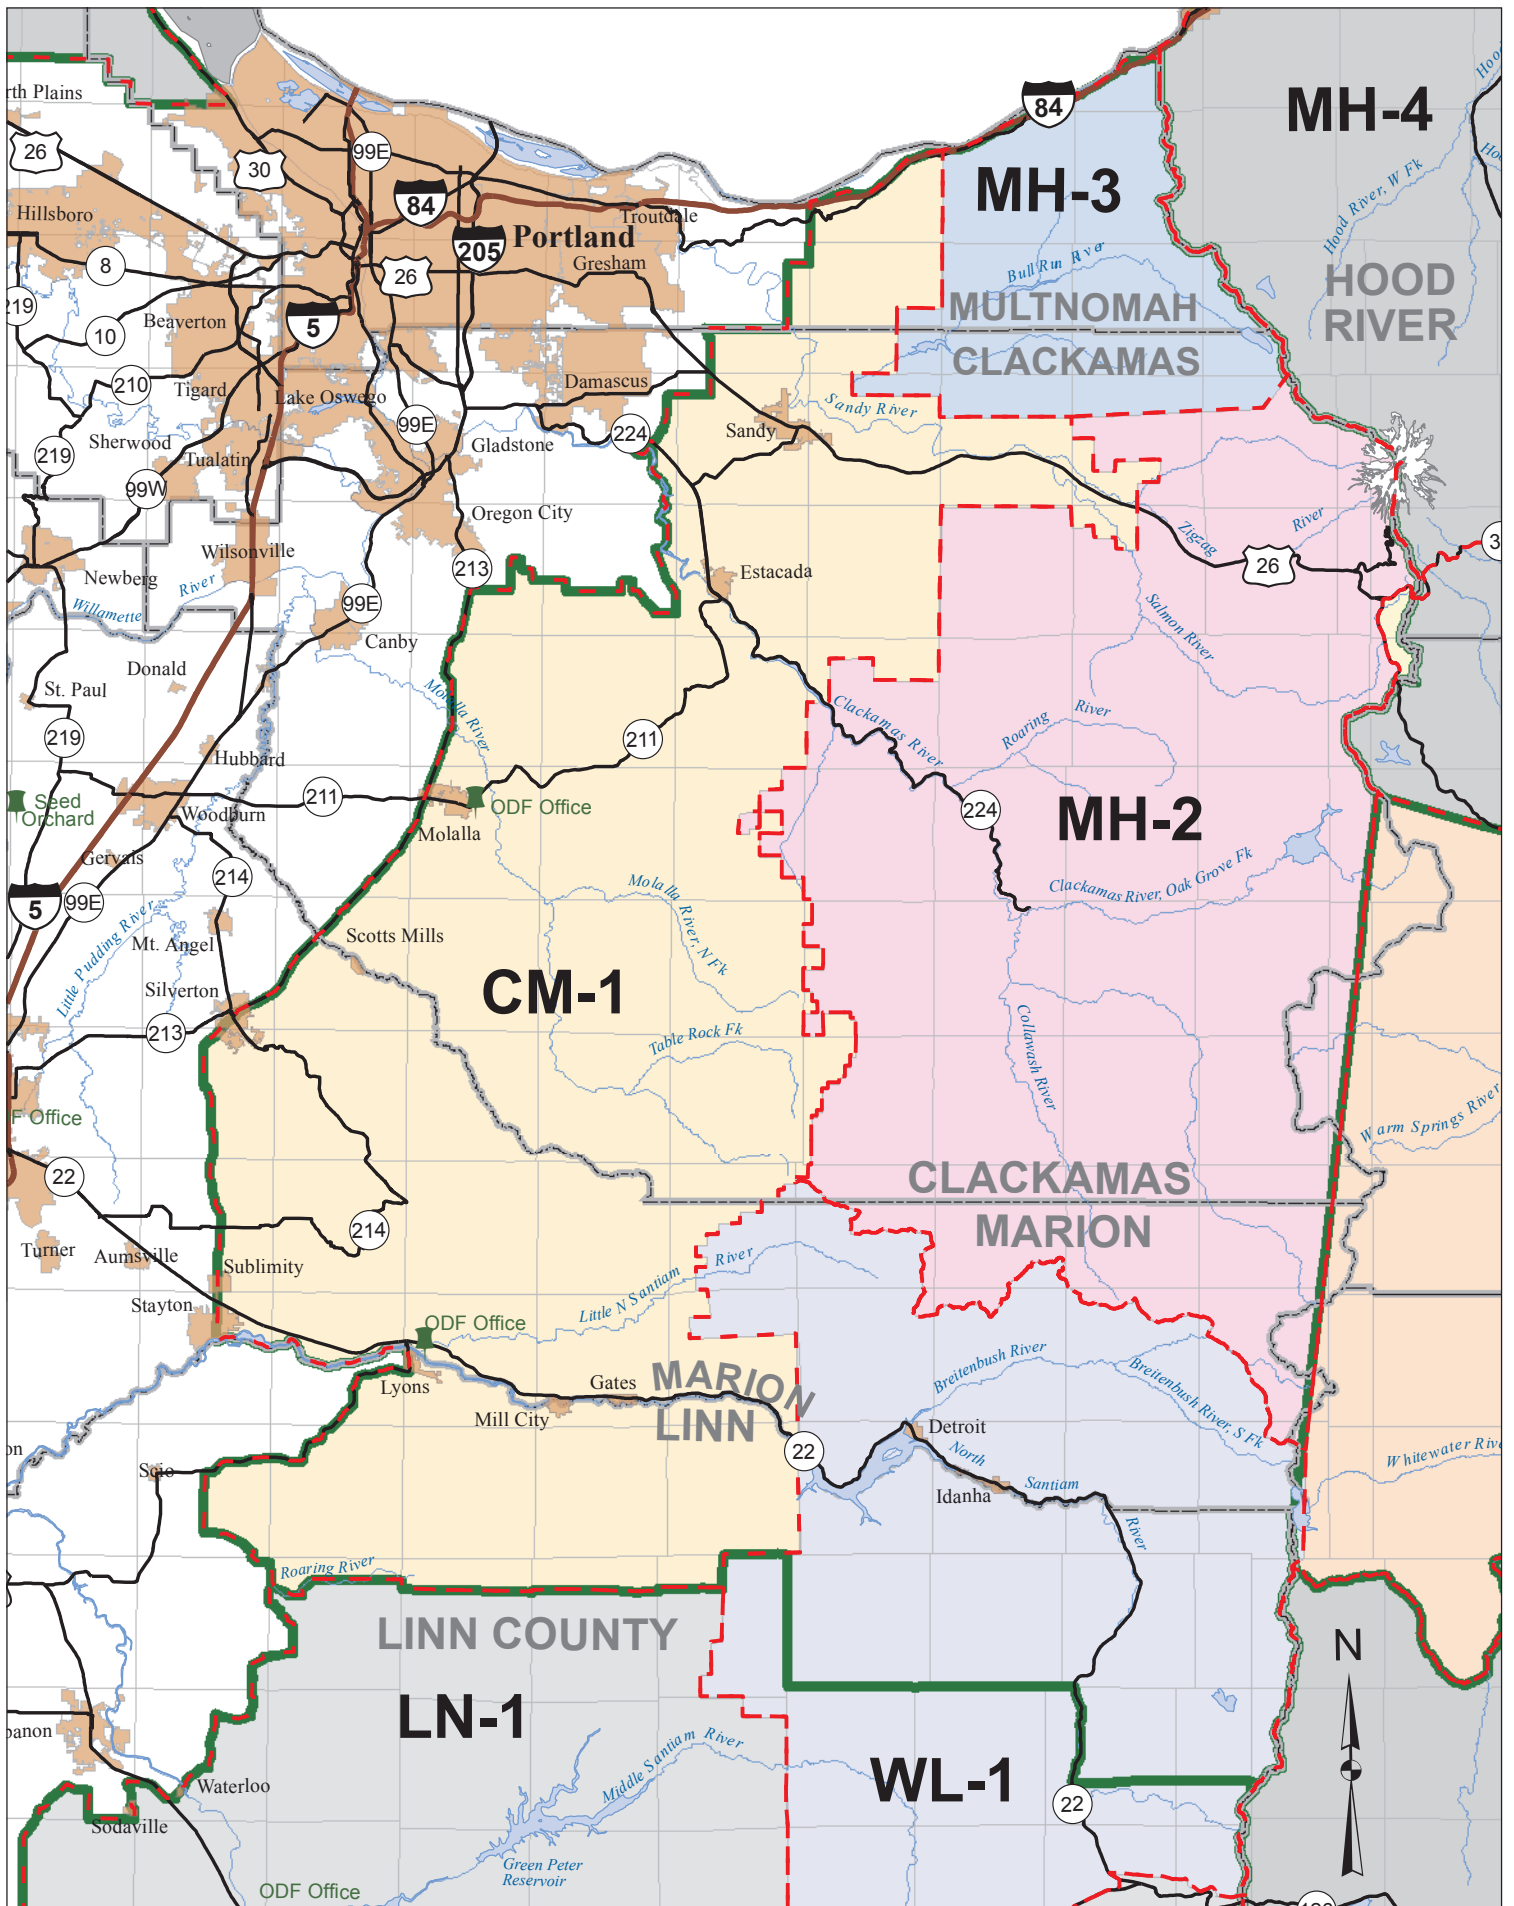 rth Plains
26
30
99E
84
MH-4
Hood River, W Fk
MH-3
Hillsboro
84
Troutdale
Portland
205
Gresham
8
26
Bull Run River
HOOD
RIVER
219
MULTNOMAH
Beaverton
5
10
CLACKAMAS
210
Tigard
Damascus
Lake Oswego
Sandy River
99E
Sherwood
Gladstone
224
Sandy
219
Tualatin
99W
Oregon City
Zigzag
River
3
Wilsonville
26
213
Newberg
River
Estacada
99E
Willamette
Salmon River
Canby
Donald
St. Paul
Molalla River
Clackamas River
Roaring
River
219
211
Hubbard
211
Seed
Orchard
ODF Office
Woodburn
224
MH-2
Molalla
Gervais
214
Clackamas River, Oak Grove Fk
5
99E
Molalla River, N Fk
Little Pudding River
Mt. Angel
Scotts Mills
CM-1
Silverton
213
Table Rock Fk
Collawash River
F Office
Warm Springs River
22
CLACKAMAS
214
MARION
Turner
Aumsville
Sublimity
River
Little N Santiam
Stayton
ODF Office
Breitenbush River
MARION
Breitenbush River, S Fk
Lyons
Gates
Mill City
LINN
Detroit
22
North
on
Scio
Whitewater Rive
Idanha
Santiam
River
Roaring River
LINN COUNTY
N
LN-1
banon
Middle Santiam River
WL-1
Waterloo
22
Sodaville
Green Peter
Reservoir
ODF Office